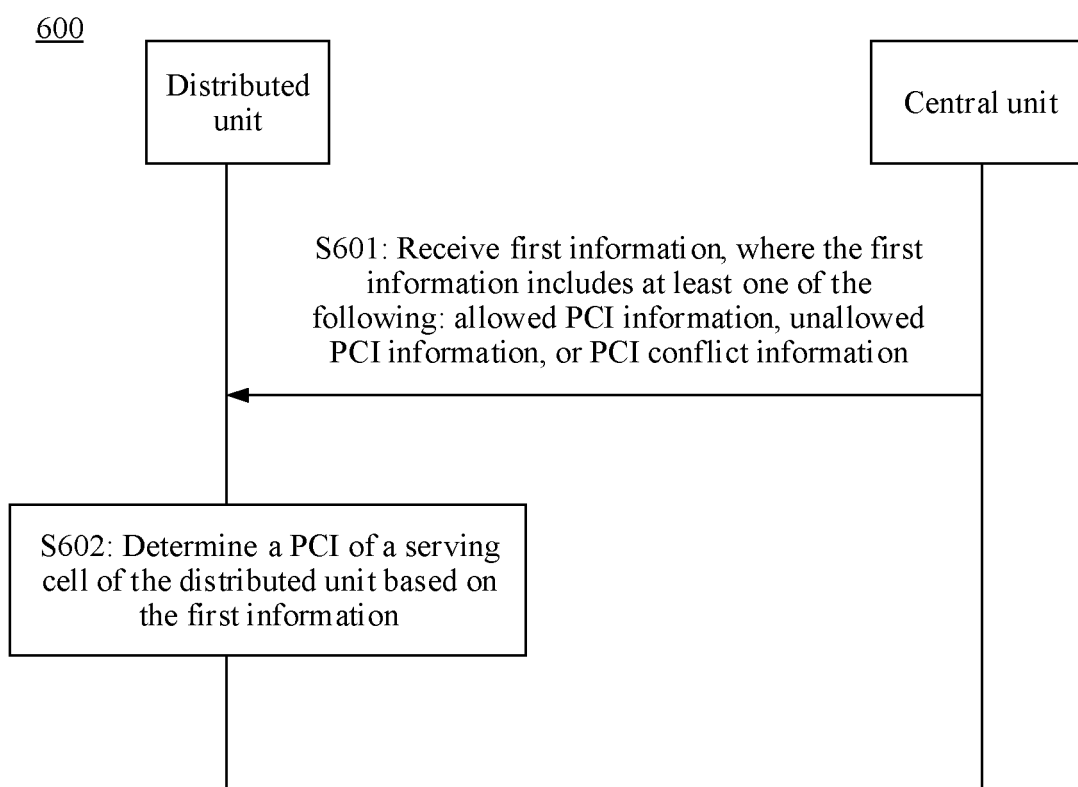 600
Distributed
unit
Central unit
S601: Receive first information, where the first
information includes at least one of the
following: allowed PCI information, unallowed
PCI information, or PCI conflict information
S602: Determine a PCI of a serving
cell of the distributed unit based on
the first information